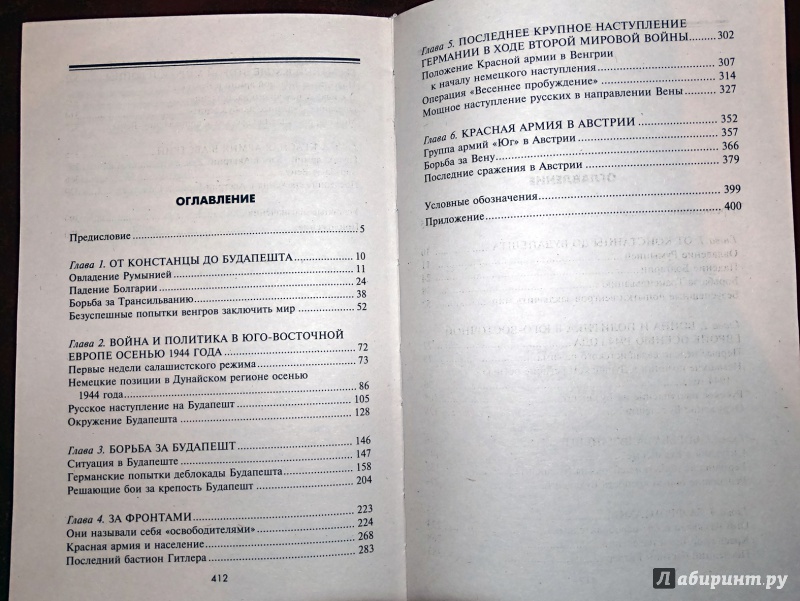 ОГЛАВЛЕНИЕ
Предисловие 5
Глава 1. ОТ КОНСТАНЦЫ ДО БУДАПЕШТА 10
Овладение Румынией 11
Падение Болгарии 24
Борьба за Трансильванию 38
Безуспешные попытки венгров заключить мир 52
Глава 2. ВОЙНА И ПОЛИТИКА В ЮГО-ВОСТОЧНОЙ
ЕВРОПЕ ОСЕНЬЮ 1944 ГОДА 72
Первые недели салашистского режима 73
Немецкие позиции в Дунайском регионе осенью
1944 года 86
Русское наступление на Будапешт 105
Окружение Будапешта 128
Глава 3. БОРЬБА ЗА БУДАПЕШТ 146
Ситуация в Будапеште 147
Германские попытки деблокады Будапешта 158
Решающие бои за крепость Будапешт 204
Глава 4. ЗА ФРОНТАМИ 223
Они называли себя «освободителями» 224
Красная армия и население 268
Последний бастион Гитлера 283
412
Глава 5. ПОСЛЕДНЕЕ КРУПНОЕ НАСТУПЛЕНИЕ
ГЕРМАНИИ В ХОДЕ ВТОРОЙ МИРОВОЙ ВОЙНЫ 302
Положение Красной армии в Венгрии
к началу немецкого наступления 307
Операция «Весеннее пробуждение» 314
Мощное наступление русских в направлении Вены 327
Глава 6. КРАСНАЯ АРМИЯ В АВСТРИИ 352
Группа армий «Юг» в Австрии 357
Борьба за Вену 366
Последние сражения в Австрии 379
Условные обозначения 399
Приложение 400
Лабиринт.ру